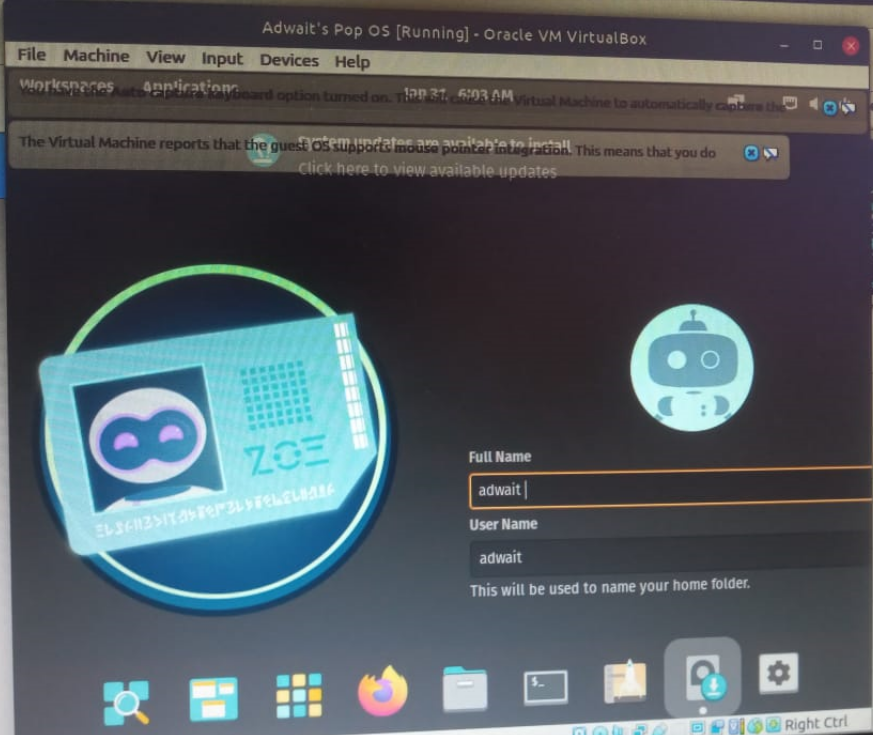 Adwait's Pop OS [Running] - Oracle VM VirtualBox
File Machine View Input Devices Help
Workspaces Applications Jan 31 6:03 AM
You have the Auto capture keyboard option turned on. This will cause the Virtual Machine to automatically capture the
System updates are available to install
The Virtual Machine reports that the guest OS supports mouse pointer integration. This means that you do
Click here to view available updates
ZOE
Full Name
adwait
User Name
adwait
This will be used to name your home folder.
$_
Right Ctrl